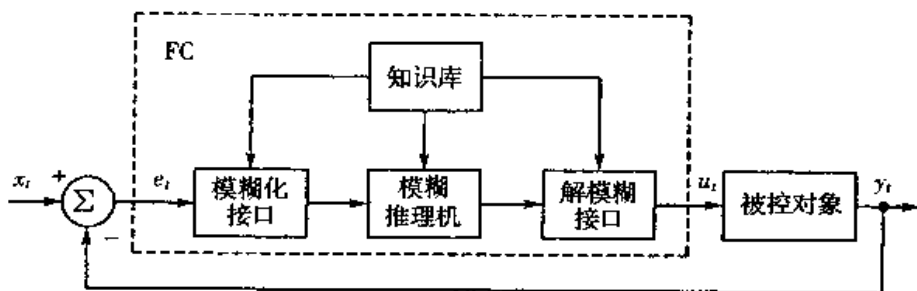 FC
知识库
x_t
+
Σ
−
e_t
模糊化
接口
模糊
推理机
解模糊
接口
u_t
被控对象
y_t